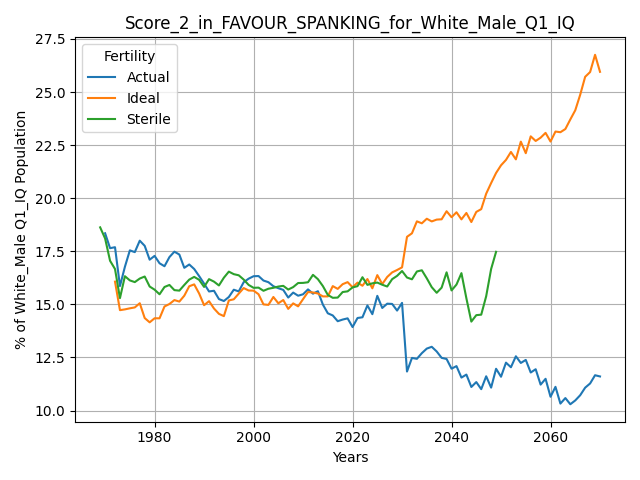 Score_2_in_FAVOUR_SPANKING_for_White_Male_Q1_IQ
% of White_Male Q1_IQ Population
27.5
25.0
22.5
20.0
17.5
15.0
12.5
10.0
Fertility
Actual
Ideal
Sterile
1980
2000
2020
2040
2060
Years